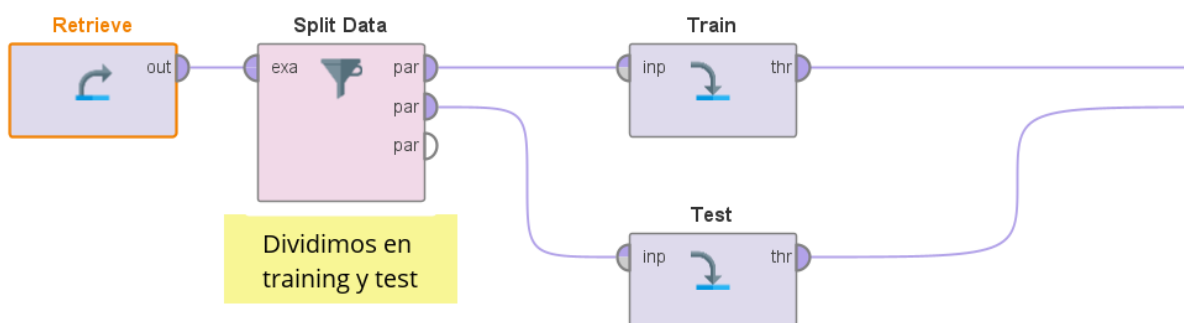 Retrieve
Split Data
Train
out
exa
par
inp
thr
par
par
Test
Dividimos en
training y test
inp
thr